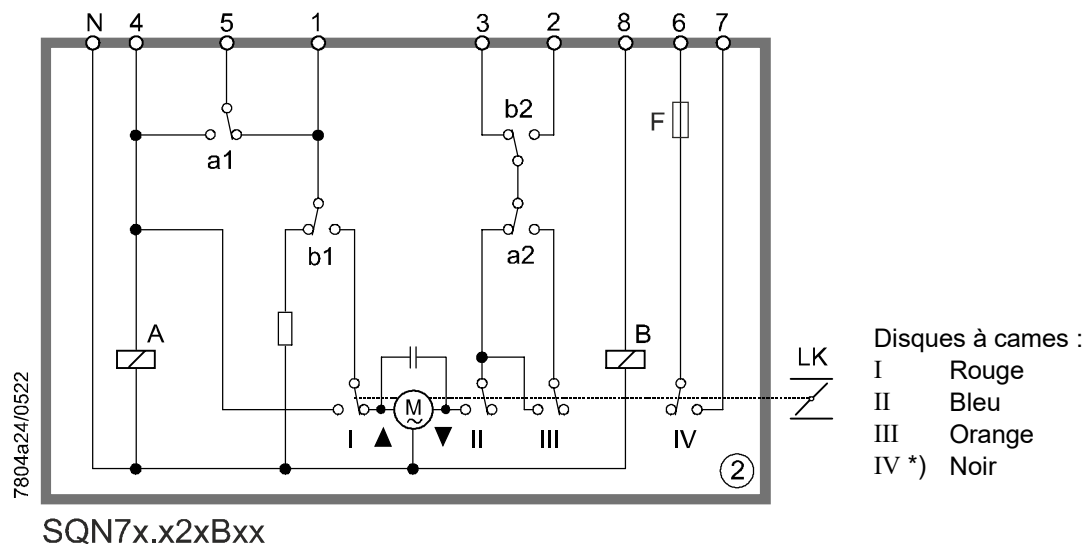 N 4 5 1 3 2 8 6 7
b2
F
a1
b1 a2
A B
LK
M
~
I II III IV
2
7804a24/0522
SQN7x.x2xBxx
Disques à cames :
I Rouge
II Bleu
III Orange
IV *) Noir